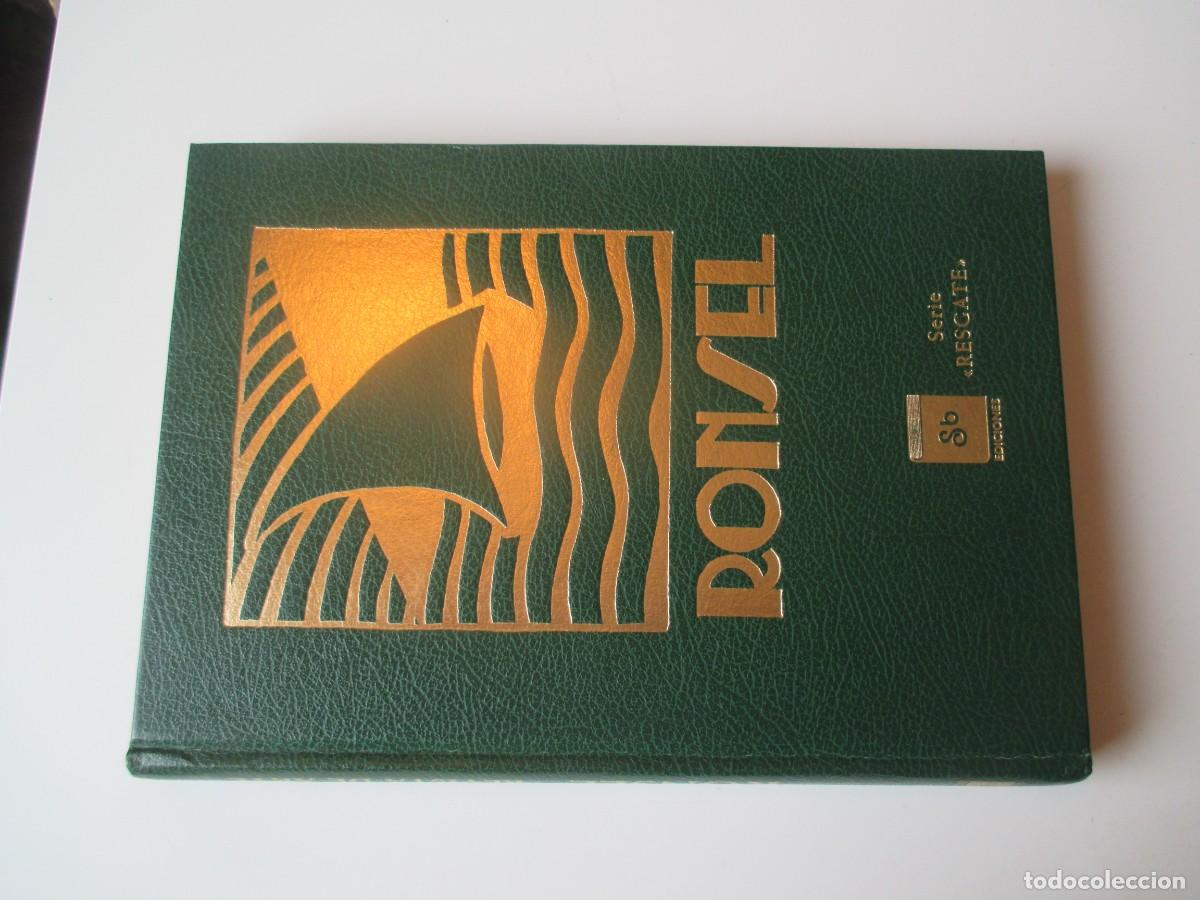 RONSEL
Serie
«RESGATE»
Sb
EDICIONES
todocoleccion